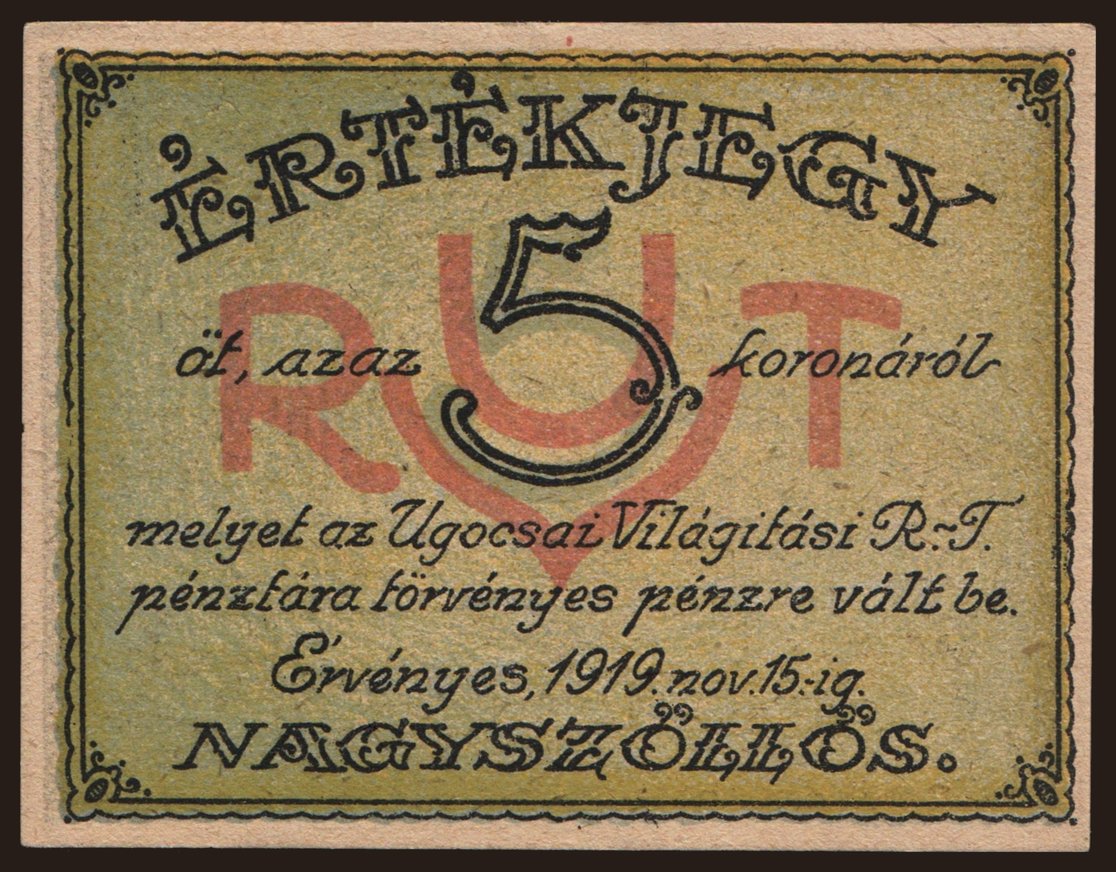 ÉRTÉKJEGY
5
RUT
öt, azaz koronáról
melyet az Ugocsai Világitási R.-T.
pénztára törvényes pénzre vált be.
Érvényes, 1919. nov. 15.-ig.
NAGYSZŐLLŐS.